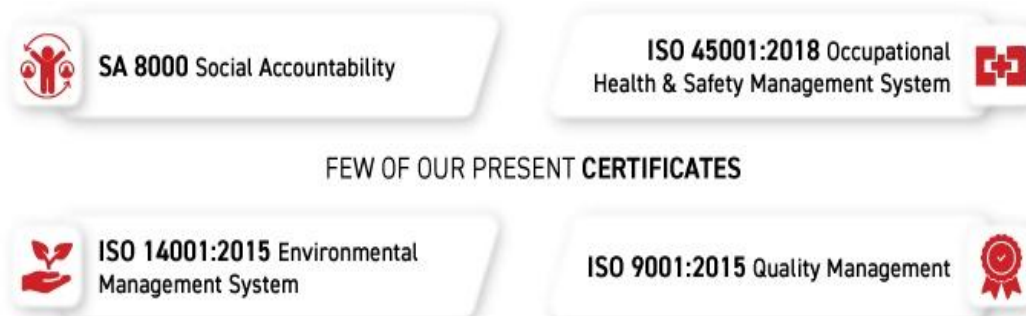 SA 8000 Social Accountability
ISO 45001:2018 Occupational
Health & Safety Management System
FEW OF OUR PRESENT CERTIFICATES
ISO 14001:2015 Environmental
Management System
ISO 9001:2015 Quality Management